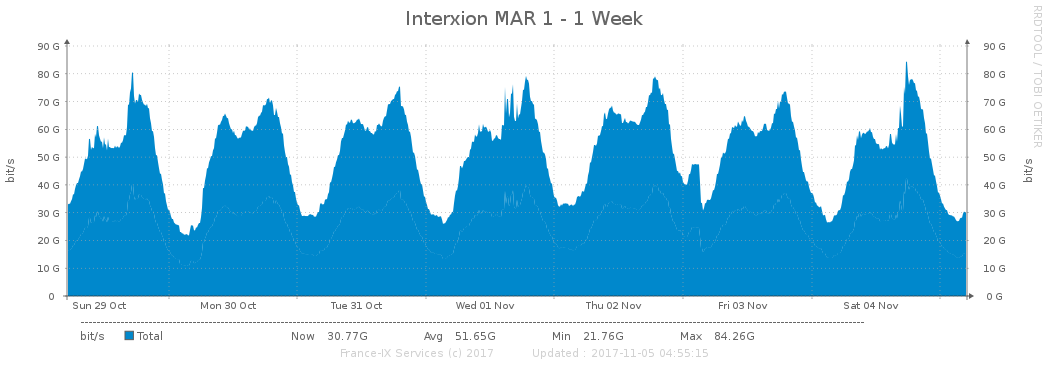 Interxion MAR 1 - 1 Week
RRDTOOL / TOBI OETIKER
bit/s
90 G 90 G
80 G 80 G
70 G 70 G
60 G 60 G
50 G 50 G
40 G 40 G
30 G 30 G
20 G 20 G
10 G 10 G
0 0 G
bit/s
Sun 29 Oct Mon 30 Oct Tue 31 Oct Wed 01 Nov Thu 02 Nov Fri 03 Nov Sat 04 Nov
bit/s Total Now 30.77G Avg 51.65G Min 21.76G Max 84.26G
France-IX Services (c) 2017 Updated : 2017-11-05 04:55:15